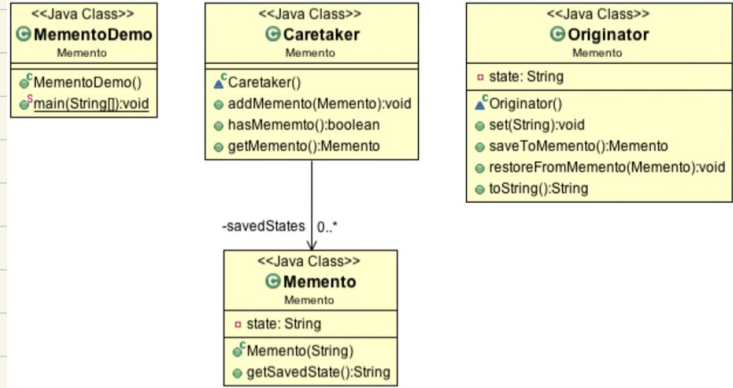 <<Java Class>>
MementoDemo
Memento
MementoDemo()
main(String[]):void
<<Java Class>>
Caretaker
Memento
Caretaker()
addMemento(Memento):void
hasMememto():boolean
getMemento():Memento
<<Java Class>>
Originator
Memento
state: String
Originator()
set(String):void
saveToMemento():Memento
restoreFromMemento(Memento):void
toString():String
-savedStates 0..*
<<Java Class>>
Memento
Memento
state: String
Memento(String)
getSavedState():String